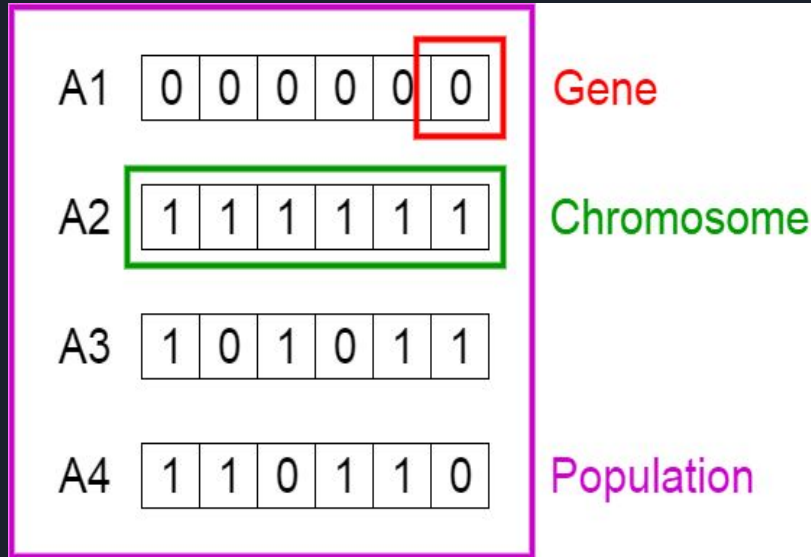 A1 0 0 0 0 0 0 Gene
A2 1 1 1 1 1 1 Chromosome
A3 1 0 1 0 1 1
A4 1 1 0 1 1 0 Population